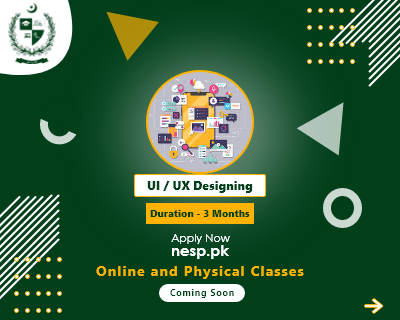 UI / UX Designing
Duration - 3 Months
Apply Now
nesp.pk
Online and Physical Classes
Coming Soon